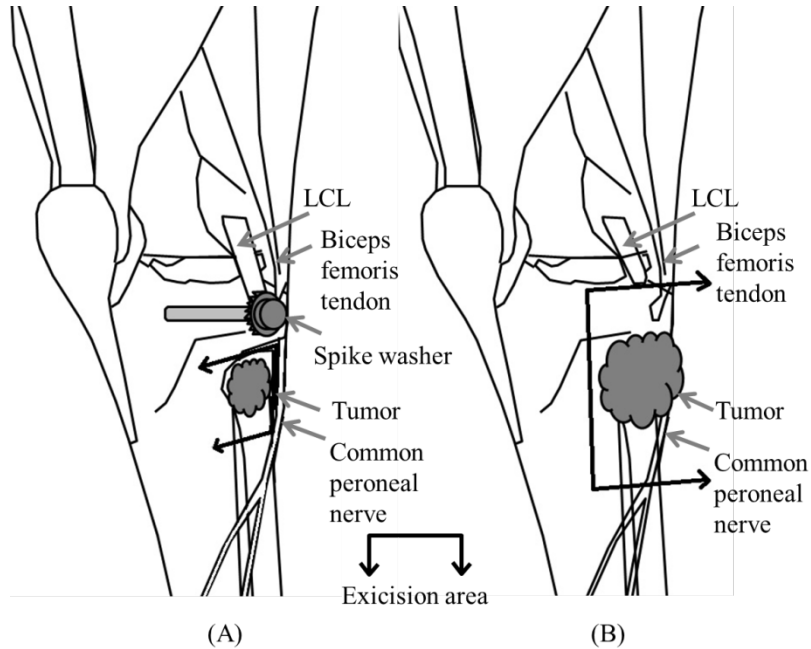 LCL
Biceps
femoris
tendon
Spike washer
Tumor
Common
peroneal
nerve
LCL
Biceps
femoris
tendon
Tumor
Common
peroneal
nerve
Exicision area
(A)
(B)